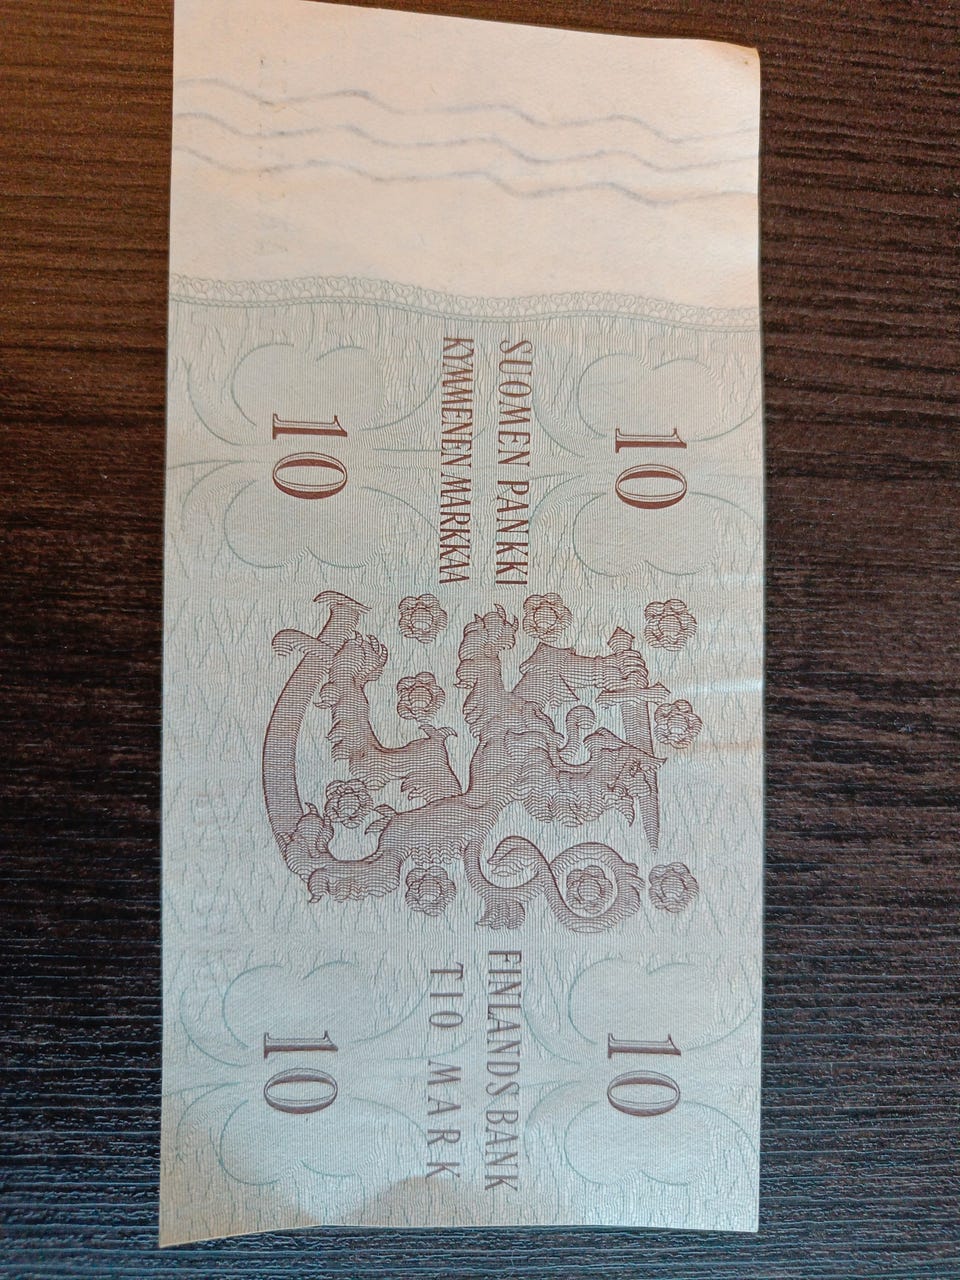 10
10
SUOMEN PANKKI
KYMMENEN MARKKAA
FINLANDS BANK
TIO MARK
10
10